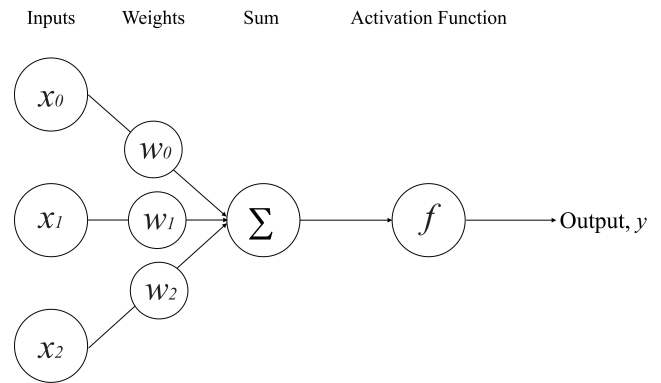 Inputs Weights Sum Activation Function
x0
w0
x1 w1 Σ f Output, y
w2
x2